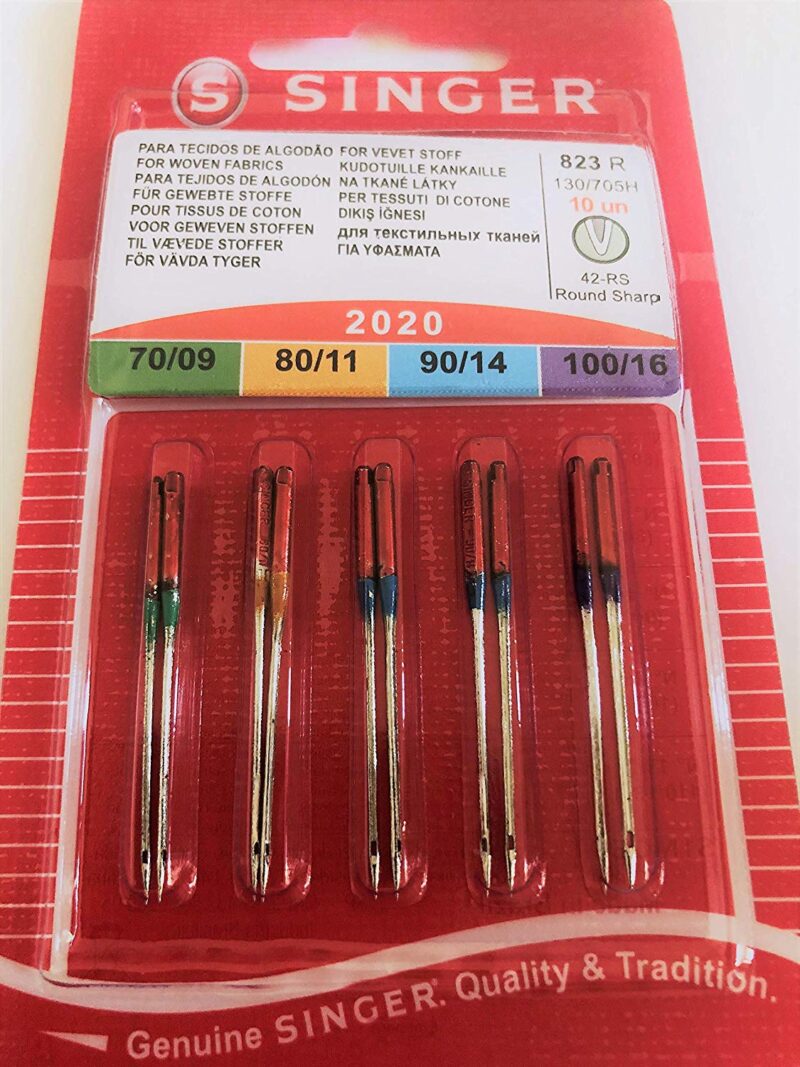 S SINGER
PARA TECIDOS DE ALGODÃO
FOR WOVEN FABRICS
PARA TEJIDOS DE ALGODÓN
FÜR GEWEBTE STOFFE
POUR TISSUS DE COTON
VOOR GEWEVEN STOFFEN
TIL VÆVEDE STOFFER
FÖR VÄVDA TYGER
FOR VEVET STOFF
KUDOTUILLE KANKAILLE
NA TKANÉ LÁTKY
PER TESSUTI DI COTONE
DIKIŞ İĞNESI
для текстильных тканей
ΓΙΑ ΥΦΑΣΜΑΤΑ
823 R
130/705H
10 un
42-RS
Round Sharp
2020
70/09 80/11 90/14 100/16
Genuine SINGER. Quality & Tradition.